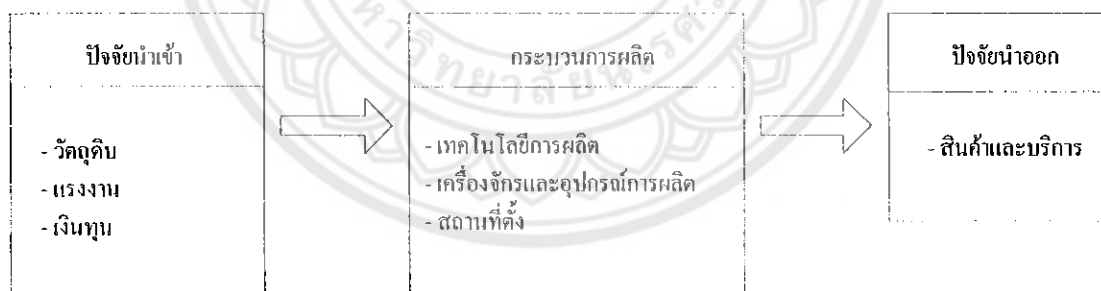 ปัจจัยนำเข้า
- วัตถุดิบ
- แรงงาน
- เงินทุน
กระบวนการผลิต
- เทคโนโลยีการผลิต
- เครื่องจักรและอุปกรณ์การผลิต
- สถานที่ตั้ง
ปัจจัยนำออก
- สินค้าและบริการ